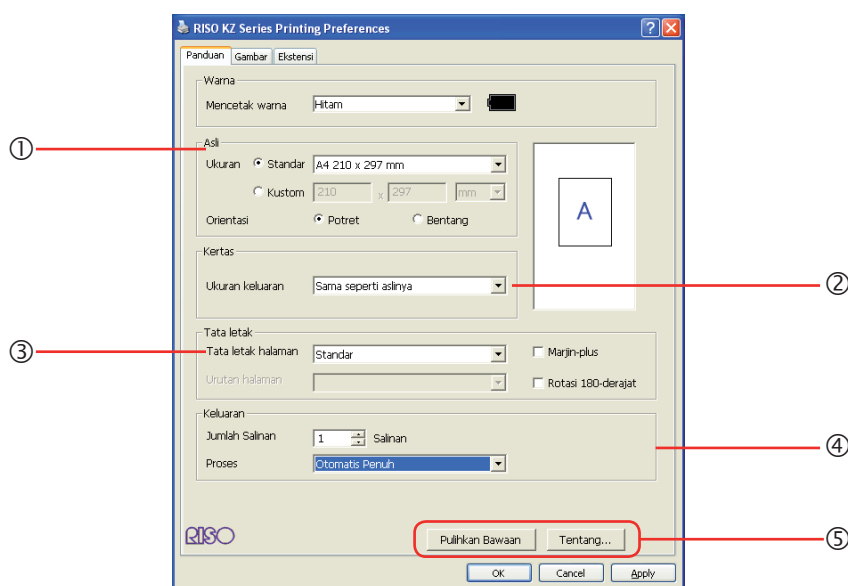 RISO KZ Series Printing Preferences
Panduan Gambar Ekstensi
Warna
Mencetak warna Hitam
①
Asli
Ukuran Standar A4 210 x 297 mm
Kustom 210 x 297 mm
Orientasi Potret Bentang
A
Kertas
Ukuran keluaran Sama seperti aslinya
②
③
Tata letak
Tata letak halaman Standar Marjin-plus
Urutan halaman Rotasi 180-derajat
Keluaran
Jumlah Salinan 1 Salinan
④
Proses Otomatis Penuh
RISO
Pulihkan Bawaan Tentang...
⑤
OK Cancel Apply